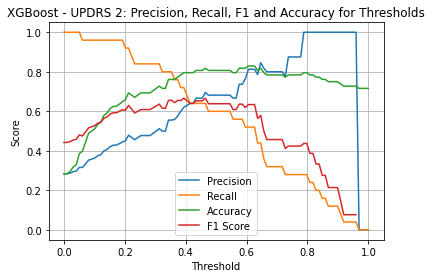 XGBoost - UPDRS 2: Precision, Recall, F1 and Accuracy for Thresholds
1.0
0.8
0.6
0.4
0.2
0.0
Score
Precision
Recall
Accuracy
F1 Score
0.0 0.2 0.4 0.6 0.8 1.0
Threshold